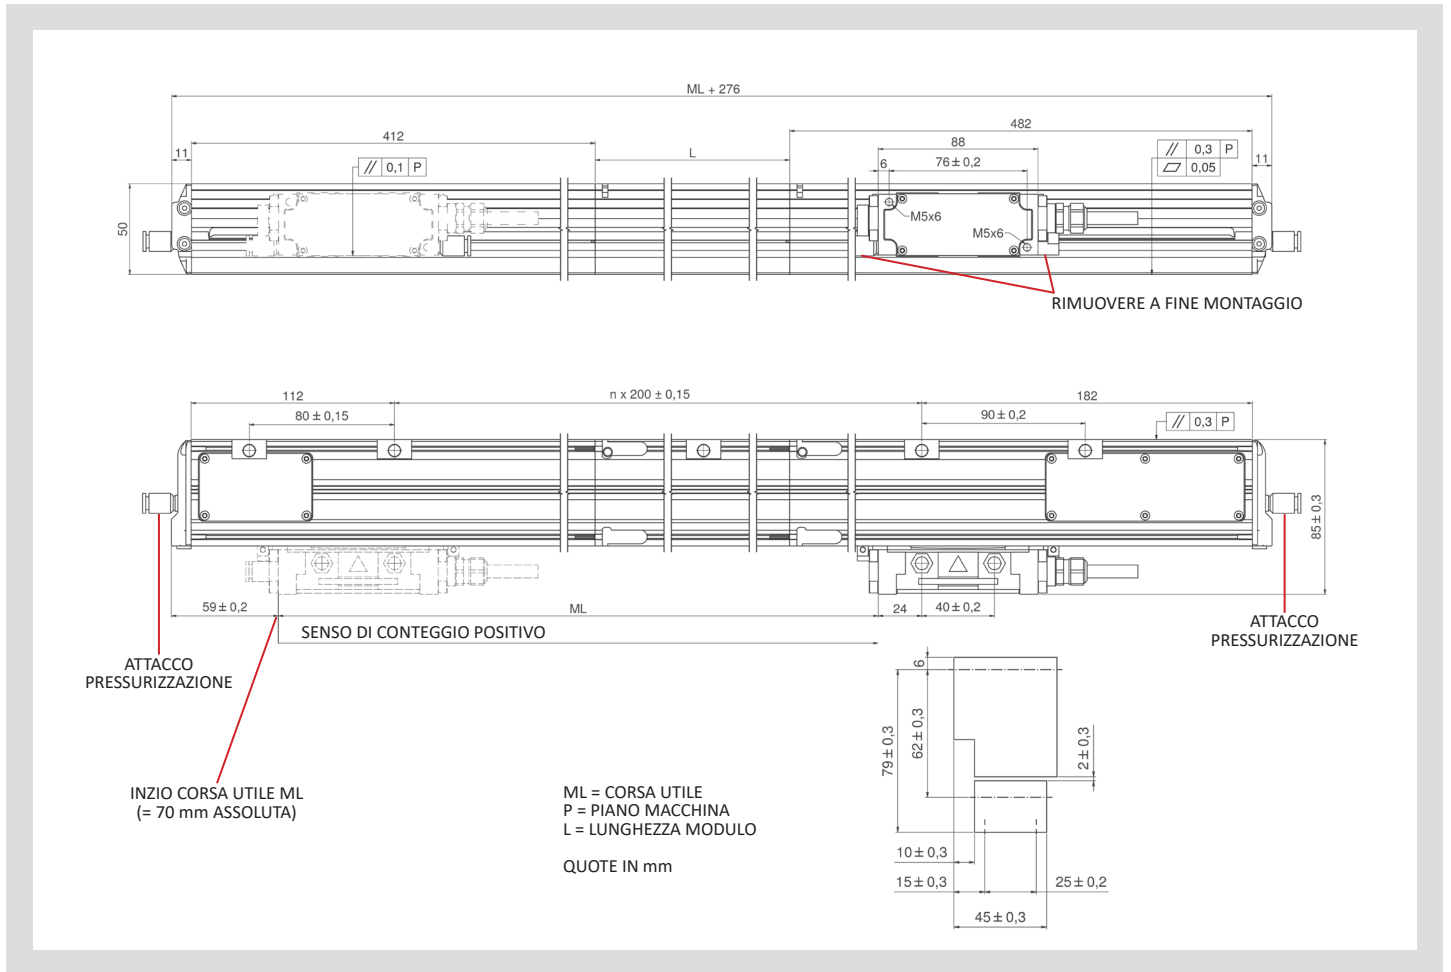 ML + 276
412
482
L
88
11
6
76 ± 0,2
// 0,3 P
0,05
11
// 0,1 P
50
M5x6
M5x6
RIMUOVERE A FINE MONTAGGIO
112
n x 200 ± 0,15
182
80 ± 0,15
90 ± 0,2
// 0,3 P
85 ± 0,3
59 ± 0,2
ML
24
40 ± 0,2
SENSO DI CONTEGGIO POSITIVO
ATTACCO
PRESSURIZZAZIONE
ATTACCO
PRESSURIZZAZIONE
6
79 ± 0,3
62 ± 0,3
2 ± 0,3
INZIO CORSA UTILE ML
(= 70 mm ASSOLUTA)
ML = CORSA UTILE
P = PIANO MACCHINA
L = LUNGHEZZA MODULO
QUOTE IN mm
10 ± 0,3
15 ± 0,3
25 ± 0,2
45 ± 0,3